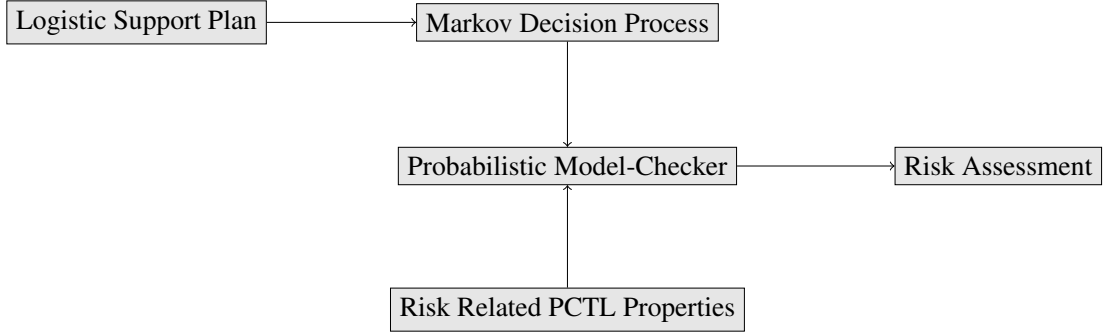 Logistic Support Plan
Markov Decision Process
Probabilistic Model-Checker
Risk Assessment
Risk Related PCTL Properties